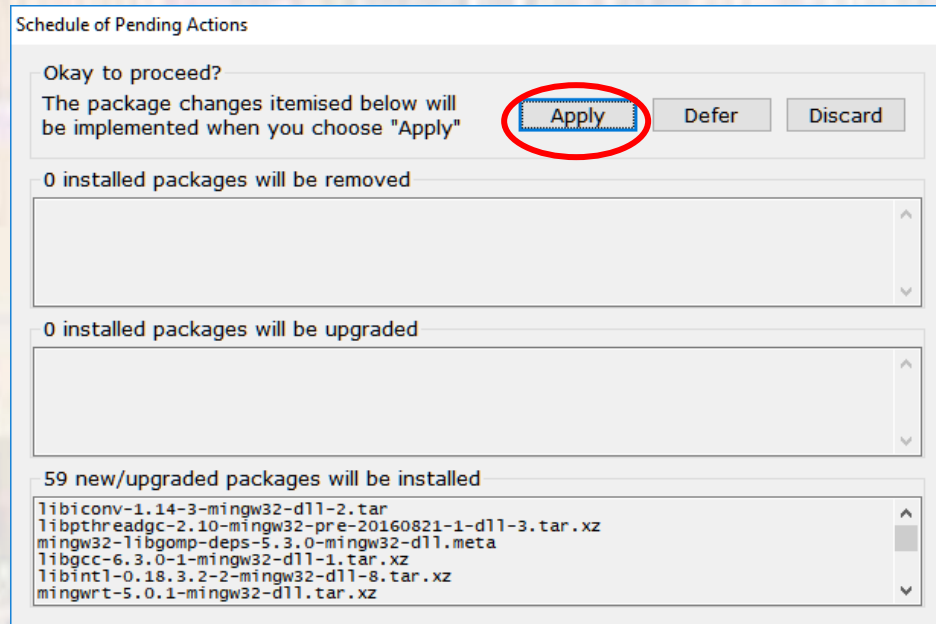 Schedule of Pending Actions
Okay to proceed?
The package changes itemised below will
be implemented when you choose "Apply"
Apply
Defer
Discard
0 installed packages will be removed
0 installed packages will be upgraded
59 new/upgraded packages will be installed
libiconv-1.14-3-mingw32-dll-2.tar
libpthreadgc-2.10-mingw32-pre-20160821-1-dll-3.tar.xz
mingw32-libgomp-deps-5.3.0-mingw32-dll.meta
libgcc-6.3.0-1-mingw32-dll-1.tar.xz
libintl-0.18.3.2-2-mingw32-dll-8.tar.xz
mingwrt-5.0.1-mingw32-dll.tar.xz